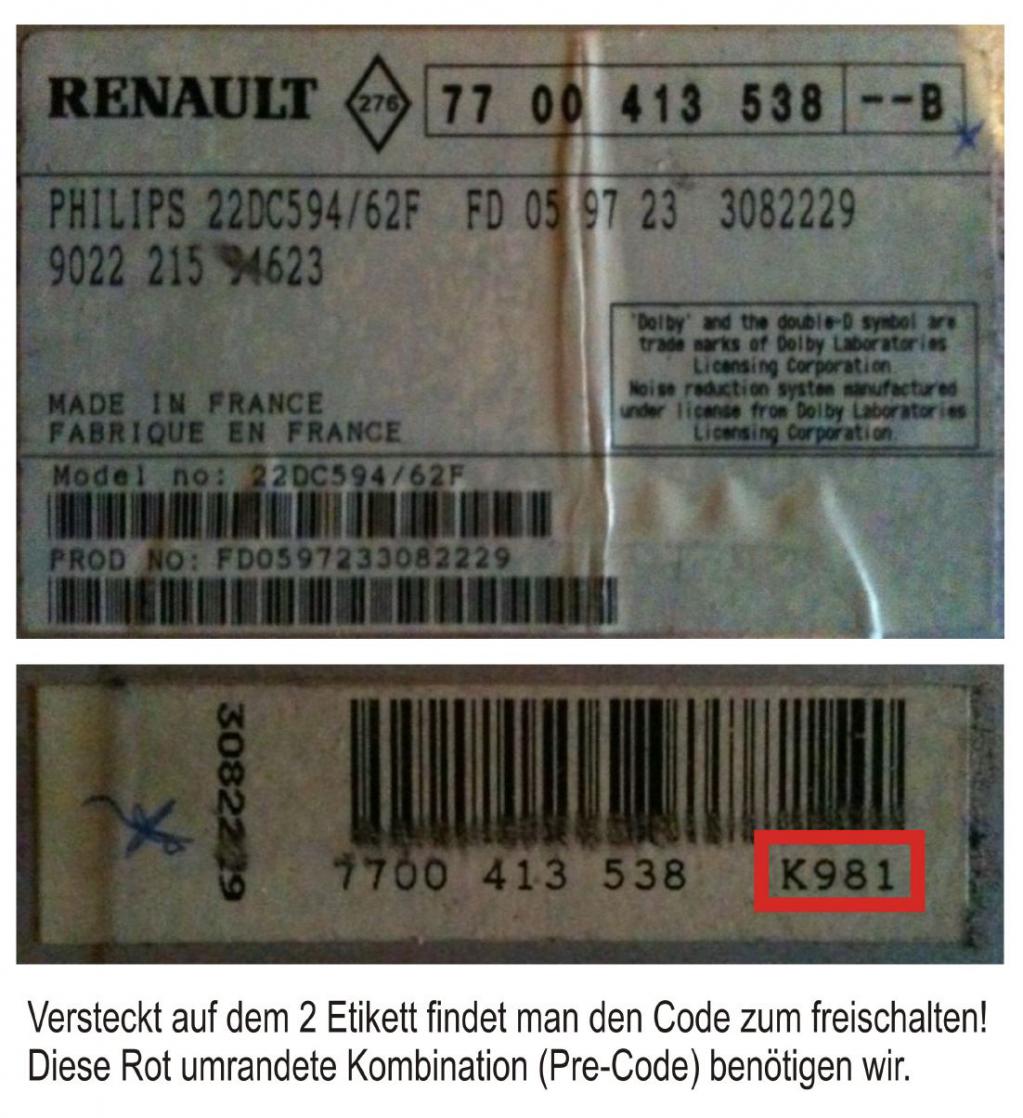 RENAULT 276 77 00 413 538 --B
PHILIPS 22DC594/62F FD 05 97 23 3082229
9022 215 94623
'Dolby' and the double-D symbol are
trade marks of Dolby Laboratories
Licensing Corporation.
Noise reduction system manufactured
under license from Dolby Laboratories
Licensing Corporation.
MADE IN FRANCE
FABRIQUE EN FRANCE
Model no: 22DC594/62F
PROD NO: FD0597233082229
3082229
7700 413 538 K981
Versteckt auf dem 2 Etikett findet man den Code zum freischalten!
Diese Rot umrandete Kombination (Pre-Code) benötigen wir.